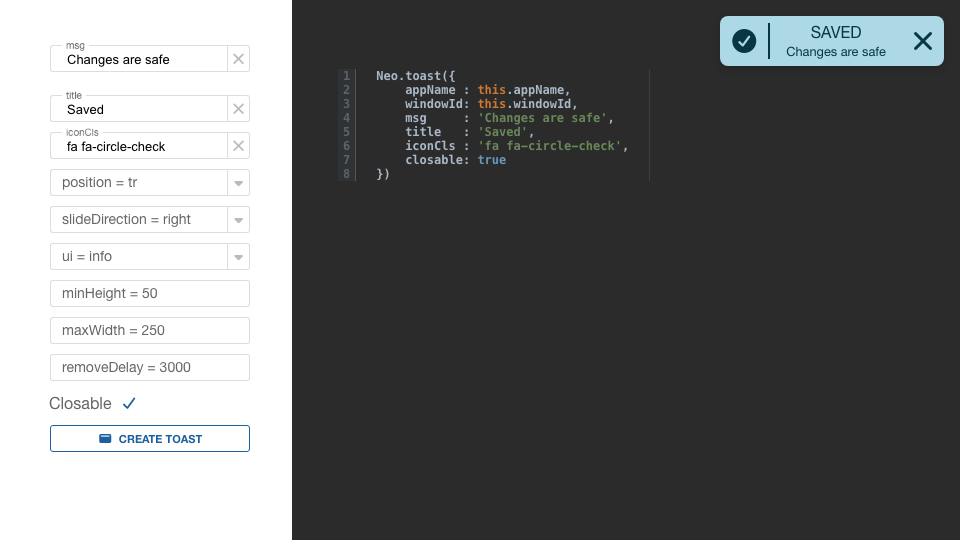 msg
Changes are safe
title
Saved
iconCls
fa fa-circle-check
position = tr
slideDirection = right
ui = info
minHeight = 50
maxWidth = 250
removeDelay = 3000
Closable
CREATE TOAST
1 Neo.toast({
2 appName : this.appName,
3 windowId: this.windowId,
4 msg : 'Changes are safe',
5 title : 'Saved',
6 iconCls : 'fa fa-circle-check',
7 closable: true
8 })
SAVED
Changes are safe